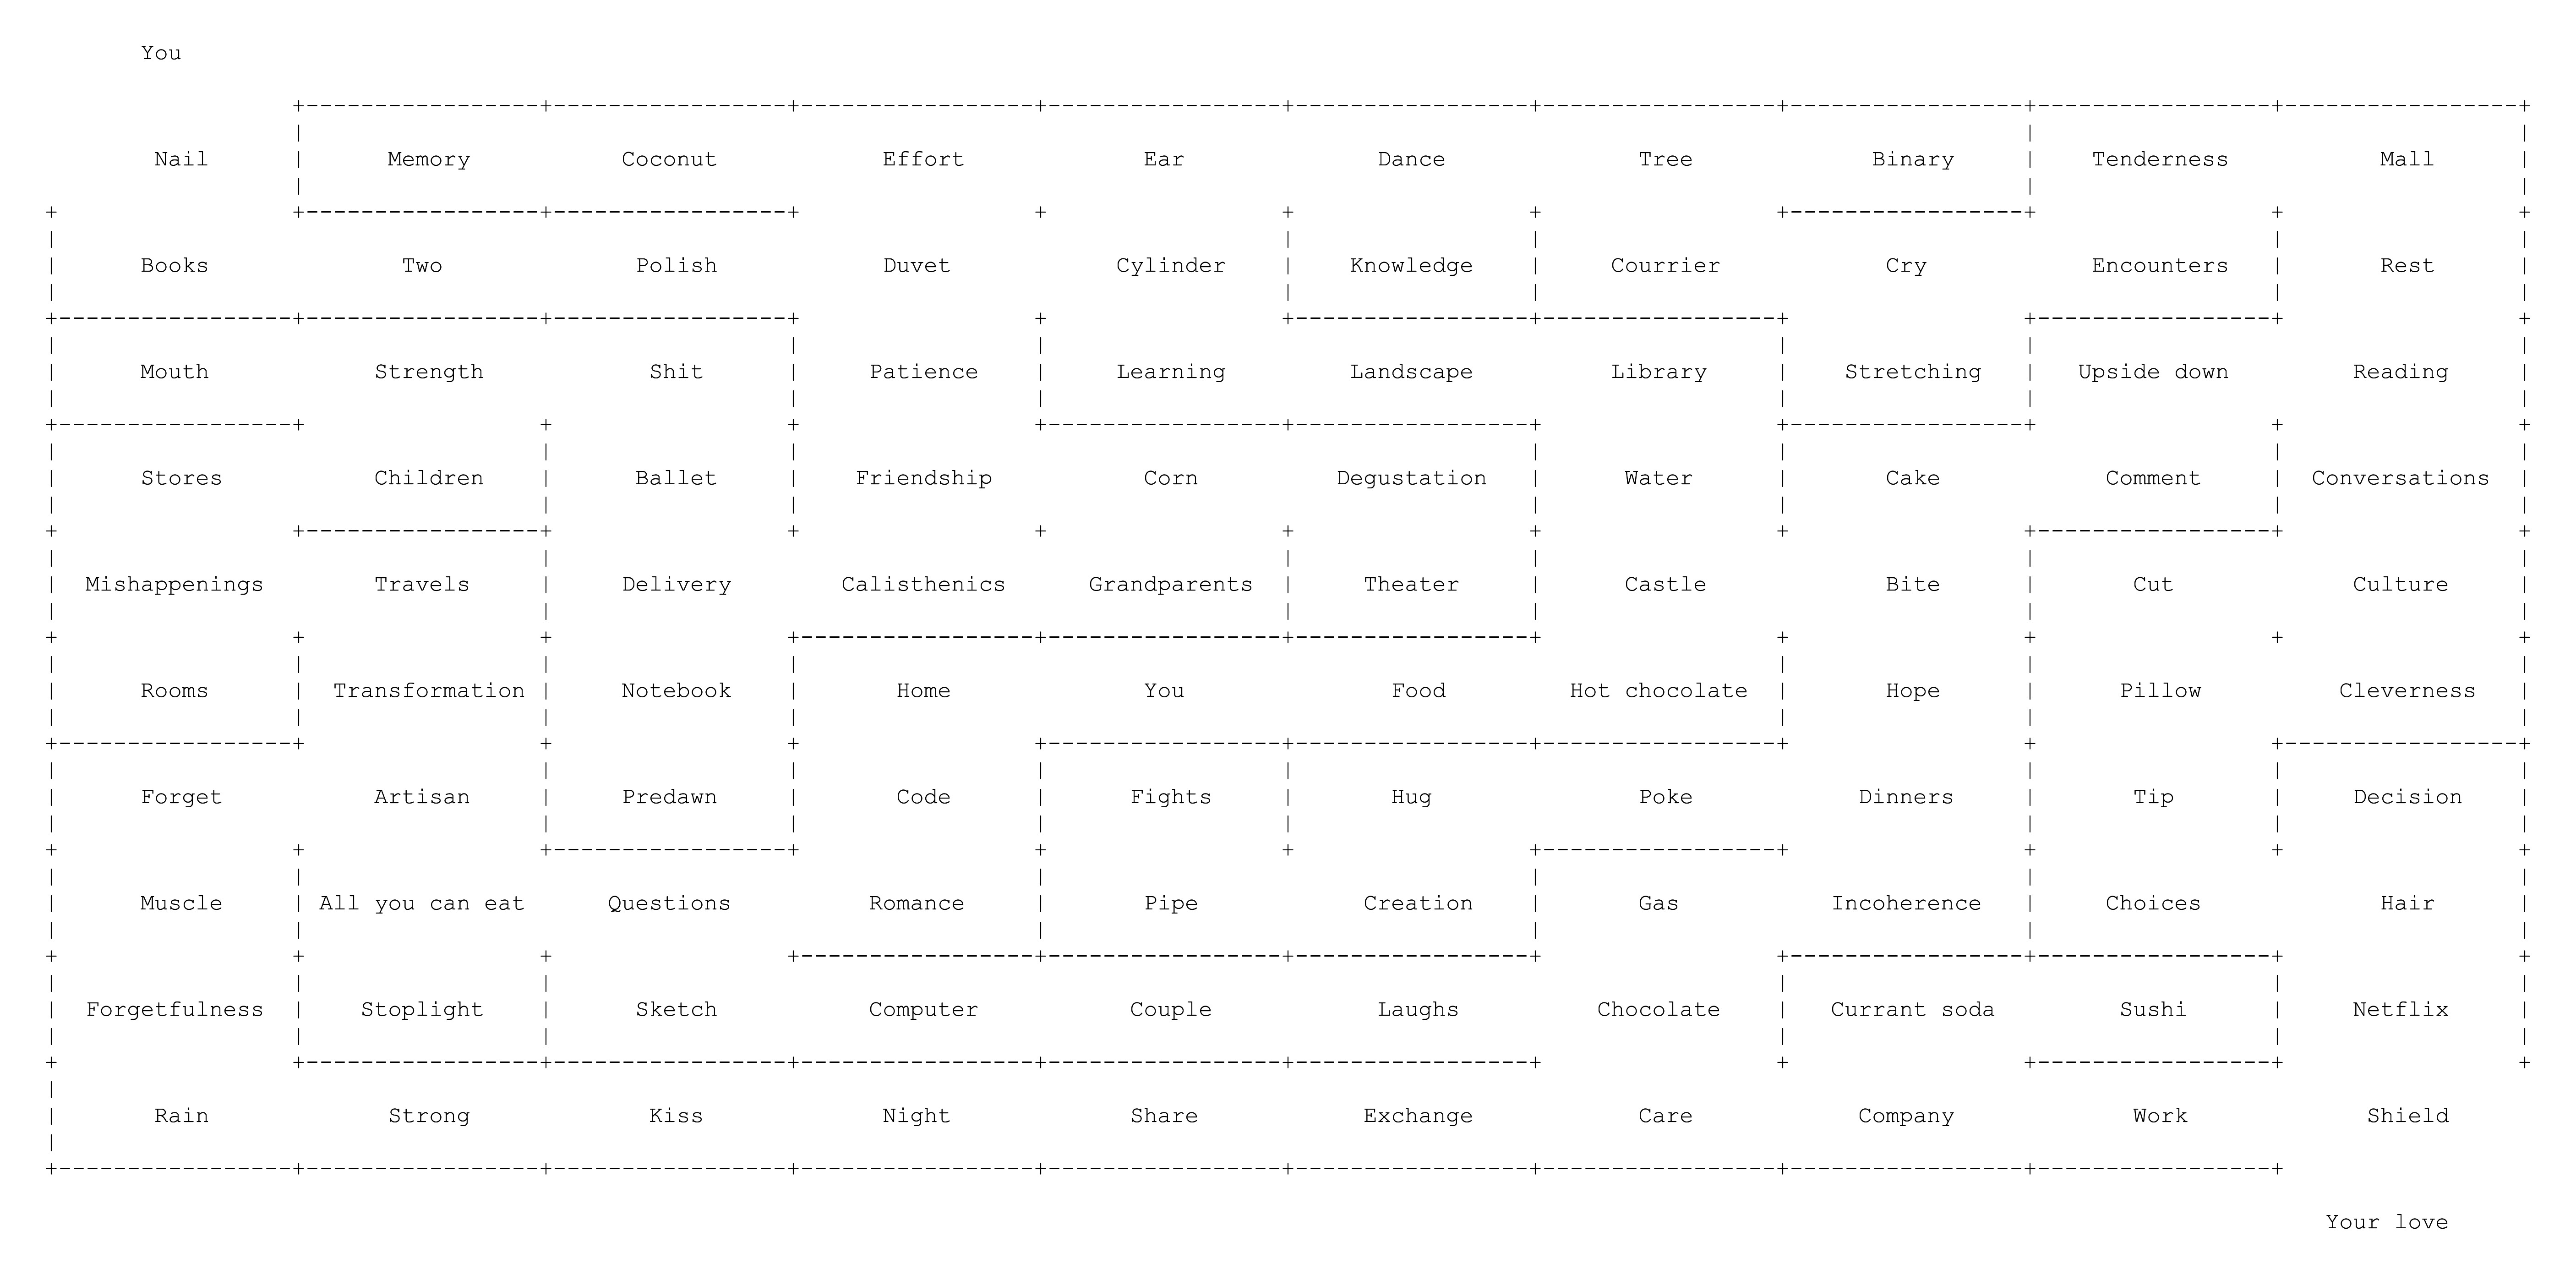 You
Nail Memory Coconut Effort Ear Dance Tree Binary Tenderness Mall
Books Two Polish Duvet Cylinder Knowledge Courrier Cry Encounters Rest
Mouth Strength Shit Patience Learning Landscape Library Stretching Upside down Reading
Stores Children Ballet Friendship Corn Degustation Water Cake Comment Conversations
Mishappenings Travels Delivery Calisthenics Grandparents Theater Castle Bite Cut Culture
Rooms Transformation Notebook Home You Food Hot chocolate Hope Pillow Cleverness
Forget Artisan Predawn Code Fights Hug Poke Dinners Tip Decision
Muscle All you can eat Questions Romance Pipe Creation Gas Incoherence Choices Hair
Forgetfulness Stoplight Sketch Computer Couple Laughs Chocolate Currant soda Sushi Netflix
Rain Strong Kiss Night Share Exchange Care Company Work Shield
Your love